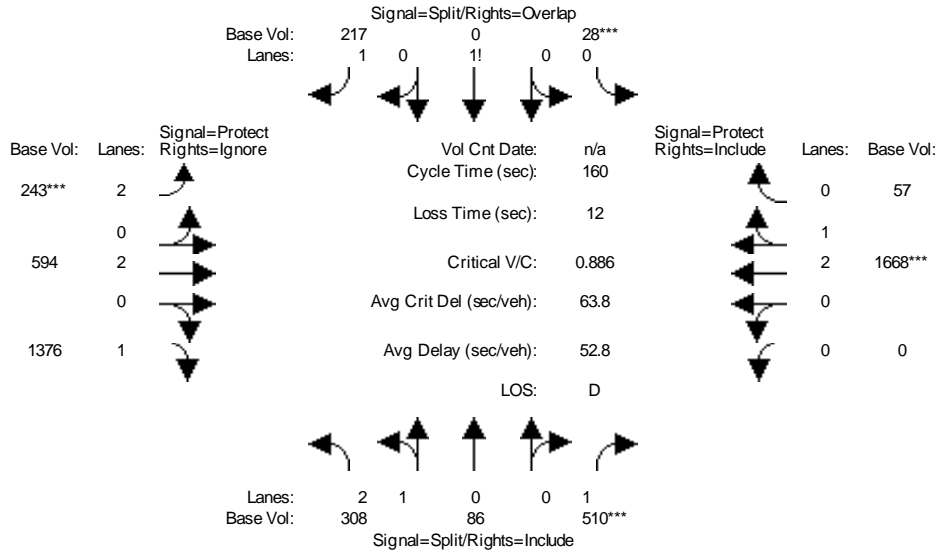 Signal=Split/Rights=Overlap
Base Vol: 217 0 28***
Lanes: 1 0 1! 0 0
Signal=Protect
Base Vol: Lanes: Rights=Ignore
Vol Cnt Date: n/a
Signal=Protect
Rights=Include Lanes: Base Vol:
Cycle Time (sec): 160
243*** 2
0 57
Loss Time (sec): 12
0
1
594 2
Critical V/C: 0.886
2 1668***
0
Avg Crit Del (sec/veh): 63.8
0
1376 1
Avg Delay (sec/veh): 52.8
0 0
LOS: D
Lanes: 2 1 0 0 1
Base Vol: 308 86 510***
Signal=Split/Rights=Include